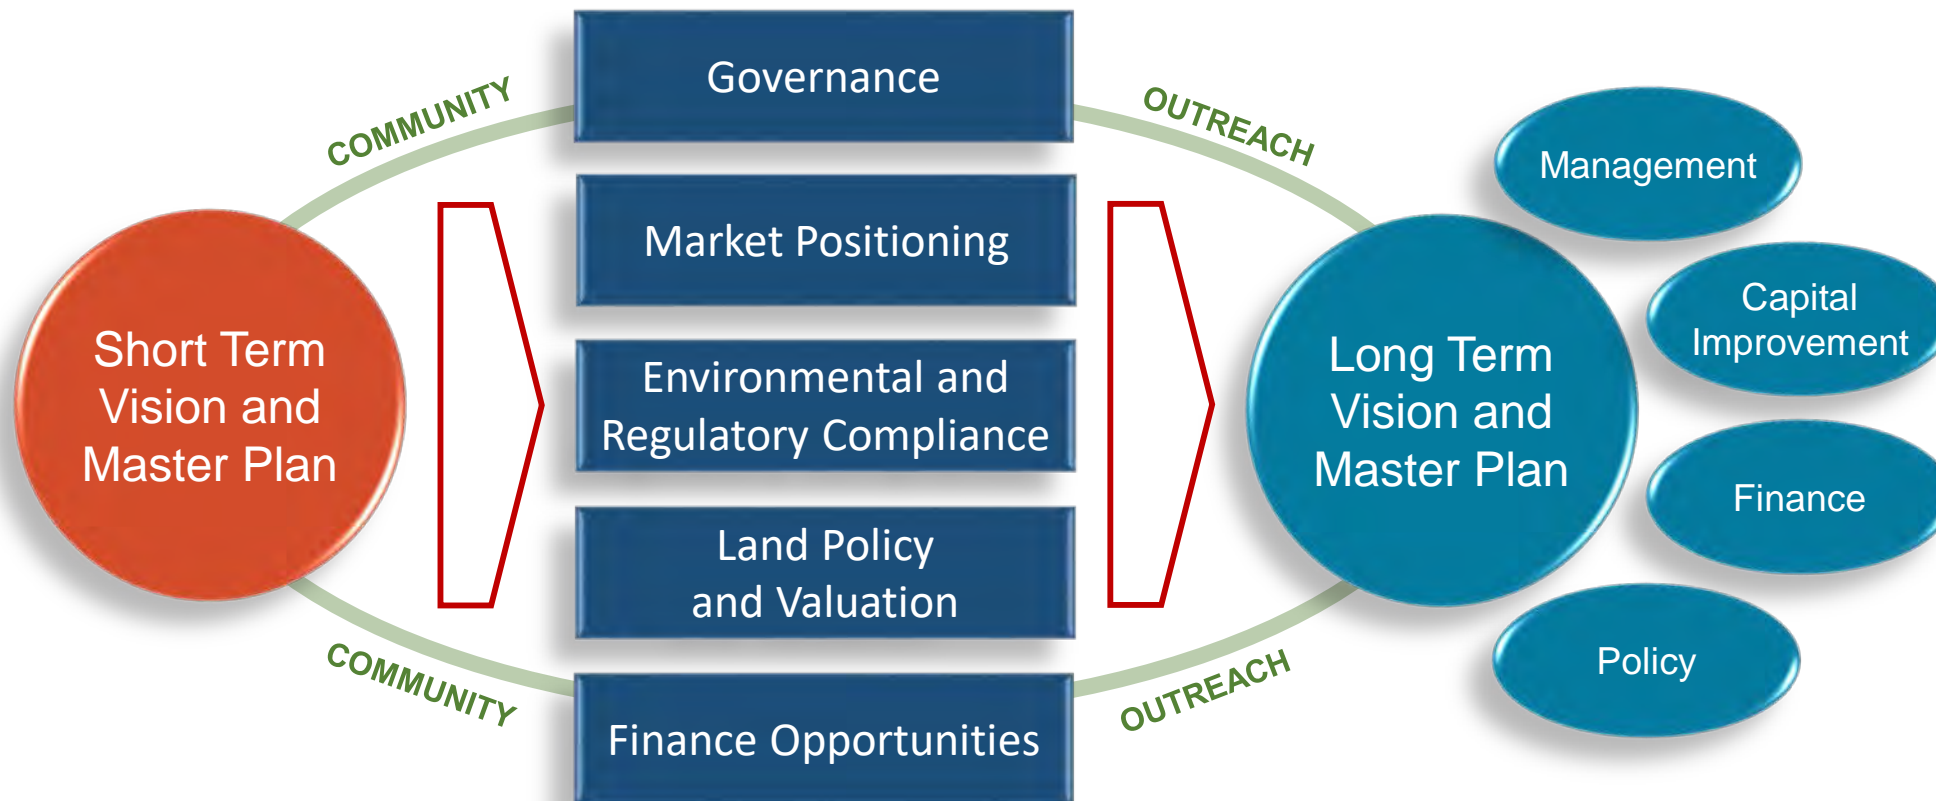 COMMUNITY
OUTREACH
Short Term
Vision and
Master Plan
Governance
Market Positioning
Environmental and
Regulatory Compliance
Land Policy
and Valuation
Finance Opportunities
Long Term
Vision and
Master Plan
Management
Capital
Improvement
Finance
Policy
COMMUNITY
OUTREACH